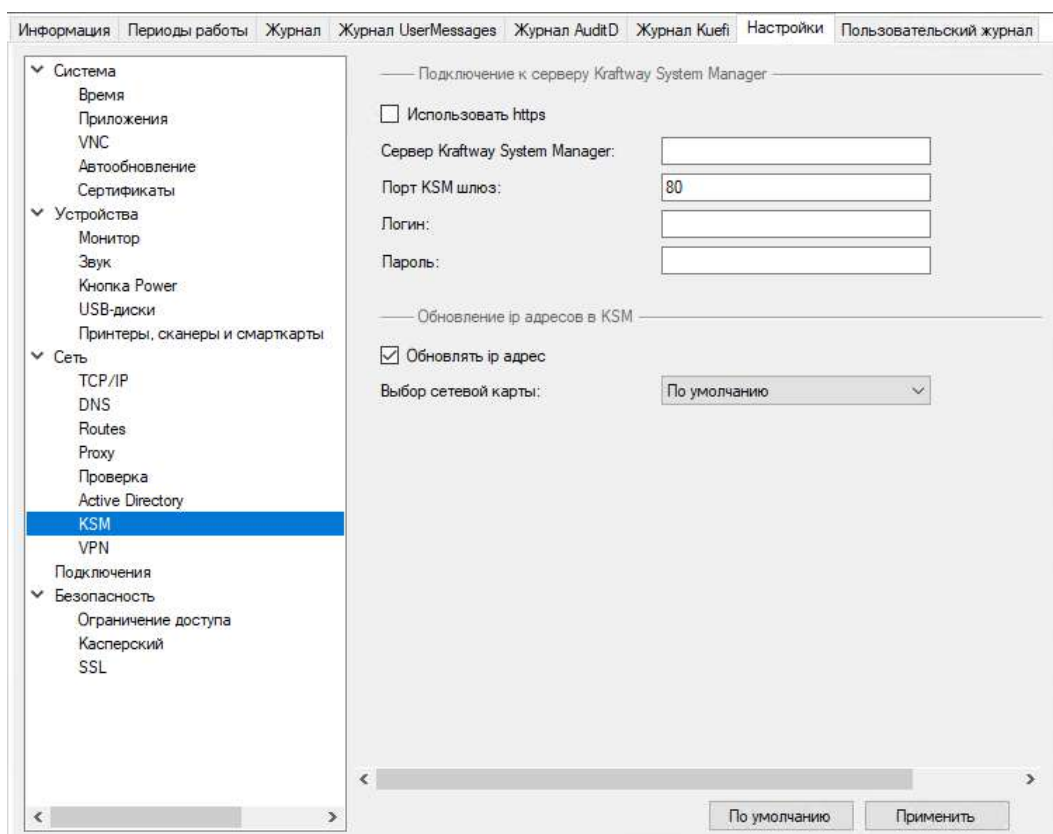 Информация Периоды работы Журнал Журнал UserMessages Журнал AuditD Журнал Kuefi Настройки Пользовательский журнал
Система
Время
Приложения
VNC
Автообновление
Сертификаты
Устройства
Монитор
Звук
Кнопка Power
USB-диски
Принтеры, сканеры и смарткарты
Сеть
TCP/IP
DNS
Routes
Proxy
Проверка
Active Directory
KSM
VPN
Подключения
Безопасность
Ограничение доступа
Касперский
SSL
Подключение к серверу Kraftway System Manager
Использовать https
Сервер Kraftway System Manager:
Порт KSM шлюз: 80
Логин:
Пароль:
Обновление ip адресов в KSM
Обновлять ip адрес
Выбор сетевой карты: По умолчанию
По умолчанию Применить